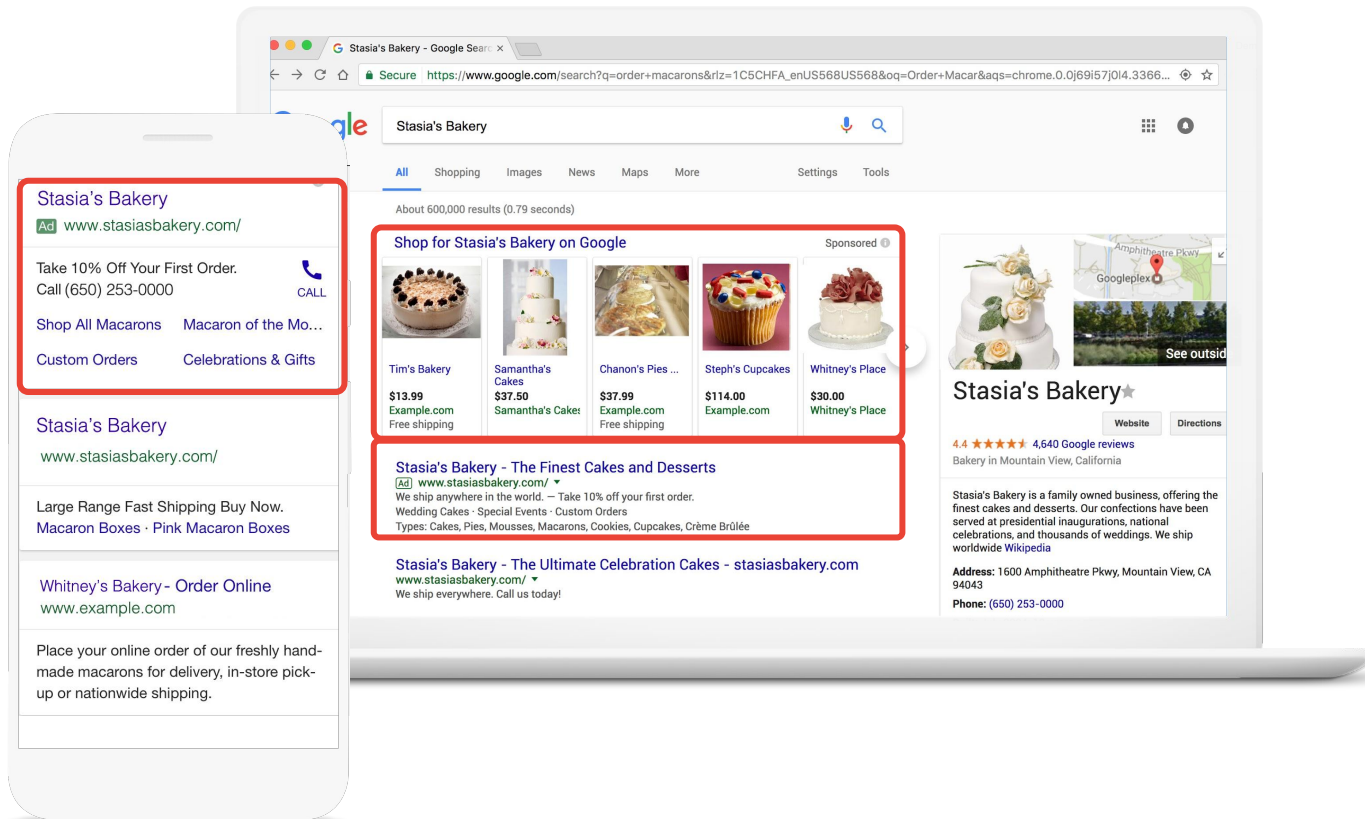 Stasia's Bakery - Google Searc
Secure https://www.google.com/search?q=order+macarons&rlz=1C5CHFA_enUS568US568&oq=Order+Macar&aqs=chrome.0.0j69i57j0l4.3366...
gle
Stasia's Bakery
All Shopping Images News Maps More Settings Tools
About 600,000 results (0.79 seconds)
Shop for Stasia's Bakery on Google
Sponsored
Tim's Bakery
$13.99
Example.com
Free shipping
Samantha's
Cakes
$37.50
Samantha's Cakes
Chanon's Pies ...
$37.99
Example.com
Free shipping
Steph's Cupcakes
$114.00
Example.com
Whitney's Place
$30.00
Whitney's Place
Stasia's Bakery - The Finest Cakes and Desserts
Ad www.stasiasbakery.com/
We ship anywhere in the world. — Take 10% off your first order.
Wedding Cakes · Special Events · Custom Orders
Types: Cakes, Pies, Mousses, Macarons, Cookies, Cupcakes, Crème Brûlée
Stasia's Bakery - The Ultimate Celebration Cakes - stasiasbakery.com
www.stasiasbakery.com/
We ship everywhere. Call us today!
Amphitheatre Pkwy
Googleplex
See outsid
Stasia's Bakery
Website Directions
4.4 4,640 Google reviews
Bakery in Mountain View, California
Stasia's Bakery is a family owned business, offering the
finest cakes and desserts. Our confections have been
served at presidential inaugurations, national
celebrations, and thousands of weddings. We ship
worldwide Wikipedia
Address: 1600 Amphitheatre Pkwy, Mountain View, CA
94043
Phone: (650) 253-0000
Stasia's Bakery
Ad www.stasiasbakery.com/
Take 10% Off Your First Order.
Call (650) 253-0000
CALL
Shop All Macarons Macaron of the Mo...
Custom Orders Celebrations & Gifts
Stasia's Bakery
www.stasiasbakery.com/
Large Range Fast Shipping Buy Now.
Macaron Boxes · Pink Macaron Boxes
Whitney's Bakery - Order Online
www.example.com
Place your online order of our freshly hand-
made macarons for delivery, in-store pick-
up or nationwide shipping.